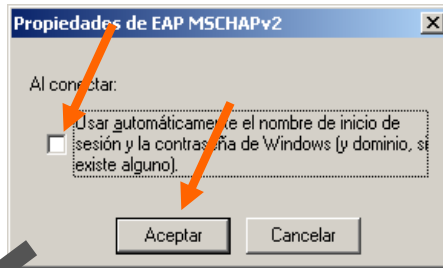 Propiedades de EAP MSCHAPv2
Al conectar:
Usar automáticamente el nombre de inicio de
sesión y la contraseña de Windows (y dominio, si
existe alguno).
Aceptar
Cancelar